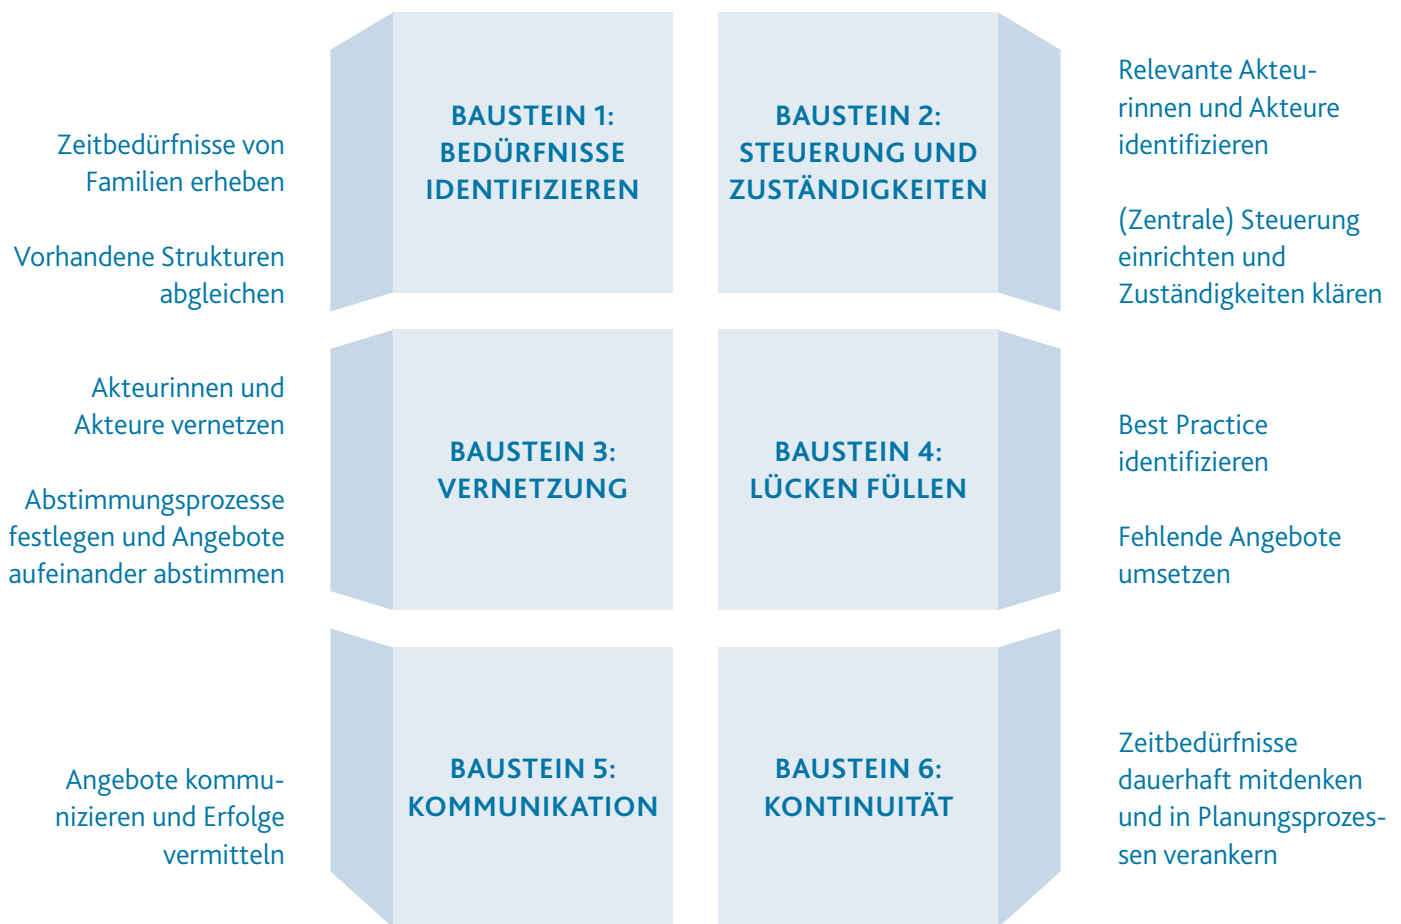 Zeitbedürfnisse von
Familien erheben
Vorhandene Strukturen
abgleichen
BAUSTEIN 1:
BEDÜRFNISSE
IDENTIFIZIEREN
BAUSTEIN 2:
STEUERUNG UND
ZUSTÄNDIGKEITEN
Relevante Akteu-
rinnen und Akteure
identifizieren
(Zentrale) Steuerung
einrichten und
Zuständigkeiten klären
Akteurinnen und
Akteure vernetzen
Abstimmungsprozesse
festlegen und Angebote
aufeinander abstimmen
BAUSTEIN 3:
VERNETZUNG
BAUSTEIN 4:
LÜCKEN FÜLLEN
Best Practice
identifizieren
Fehlende Angebote
umsetzen
Angebote kommu-
nizieren und Erfolge
vermitteln
BAUSTEIN 5:
KOMMUNIKATION
BAUSTEIN 6:
KONTINUITÄT
Zeitbedürfnisse
dauerhaft mitdenken
und in Planungsprozes-
sen verankern